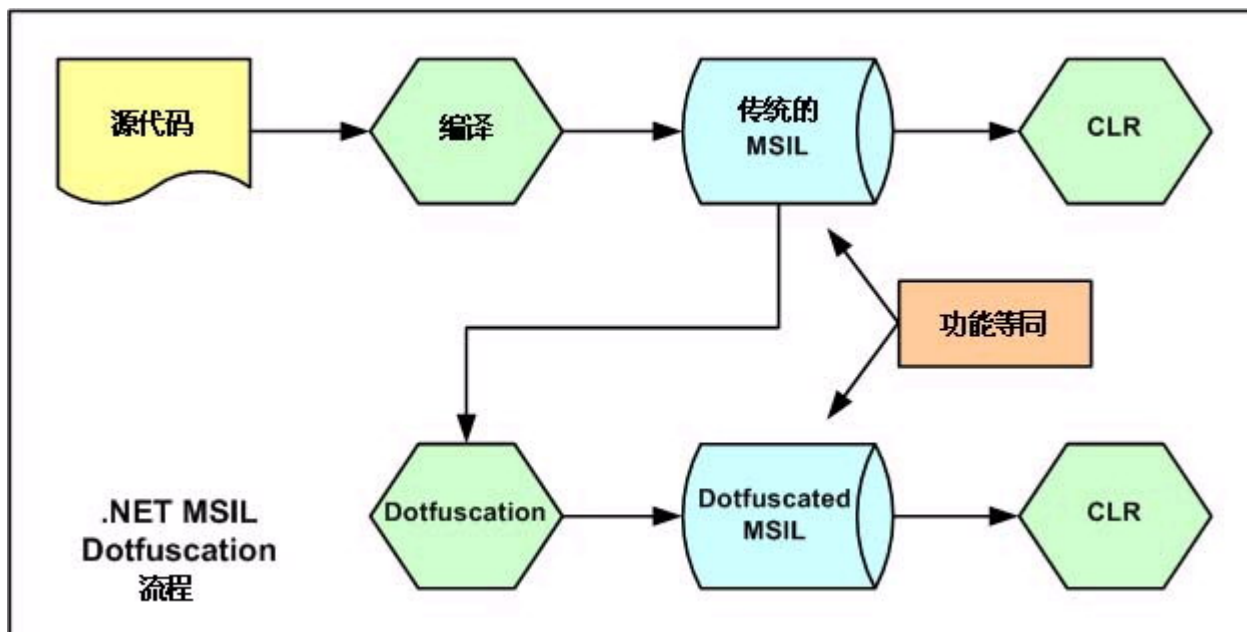 源代码
编译
传统的
MSIL
CLR
功能等同
.NET MSIL
Dotfuscation
流程
Dotfuscation
Dotfuscated
MSIL
CLR